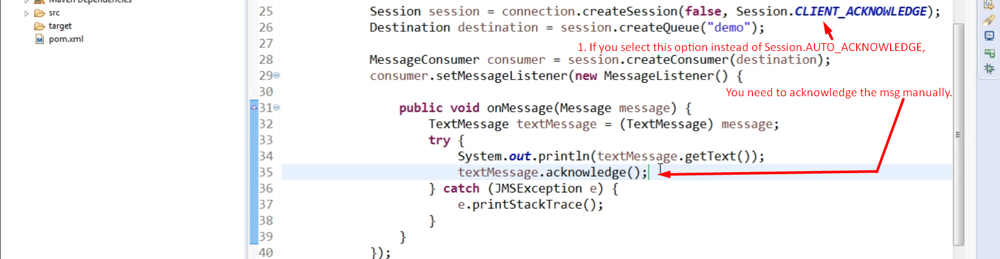 Maven Dependencies
src
target
pom.xml
25 Session session = connection.createSession(false, Session.CLIENT_ACKNOWLEDGE);
26 Destination destination = session.createQueue("demo");
27
1. If you select this option instead of Session.AUTO_ACKNOWLEDGE,
28 MessageConsumer consumer = session.createConsumer(destination);
29 consumer.setMessageListener(new MessageListener() {
30
You need to acknowledge the msg manually.
31 public void onMessage(Message message) {
32 TextMessage textMessage = (TextMessage) message;
33 try {
34 System.out.println(textMessage.getText());
35 textMessage.acknowledge();
36 } catch (JMSException e) {
37 e.printStackTrace();
38 }
39 }
40 });